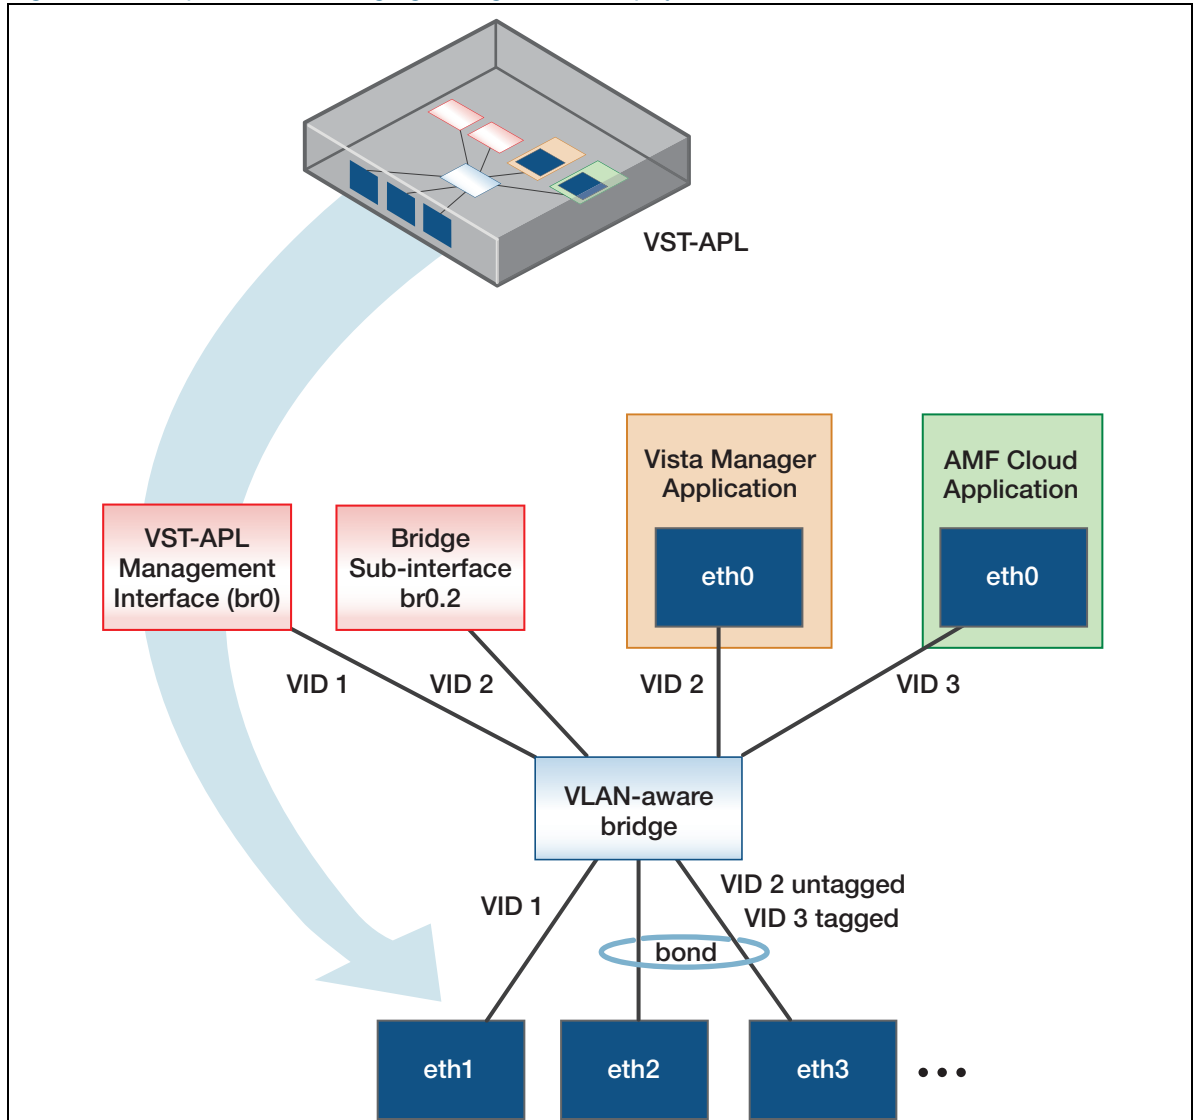 VST-APL
Vista Manager
Application
AMF Cloud
Application
VST-APL
Management
Interface (br0)
Bridge
Sub-interface
br0.2
eth0
eth0
VID 1
VID 2
VID 2
VID 3
VLAN-aware
bridge
VID 1
VID 2 untagged
VID 3 tagged
bond
eth1
eth2
eth3
•••